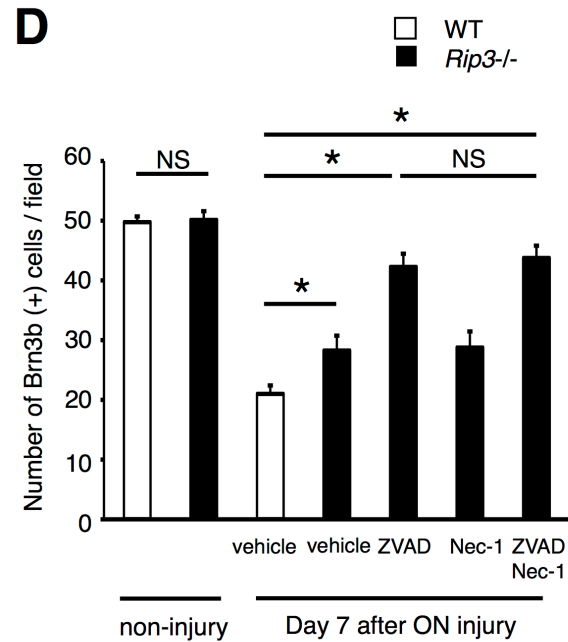 D
WT
Rip3-/-
*
NS
*
NS
*
Number of Brn3b (+) cells / field
60
50
40
30
20
10
0
vehicle vehicle ZVAD Nec-1 ZVAD
Nec-1
non-injury Day 7 after ON injury